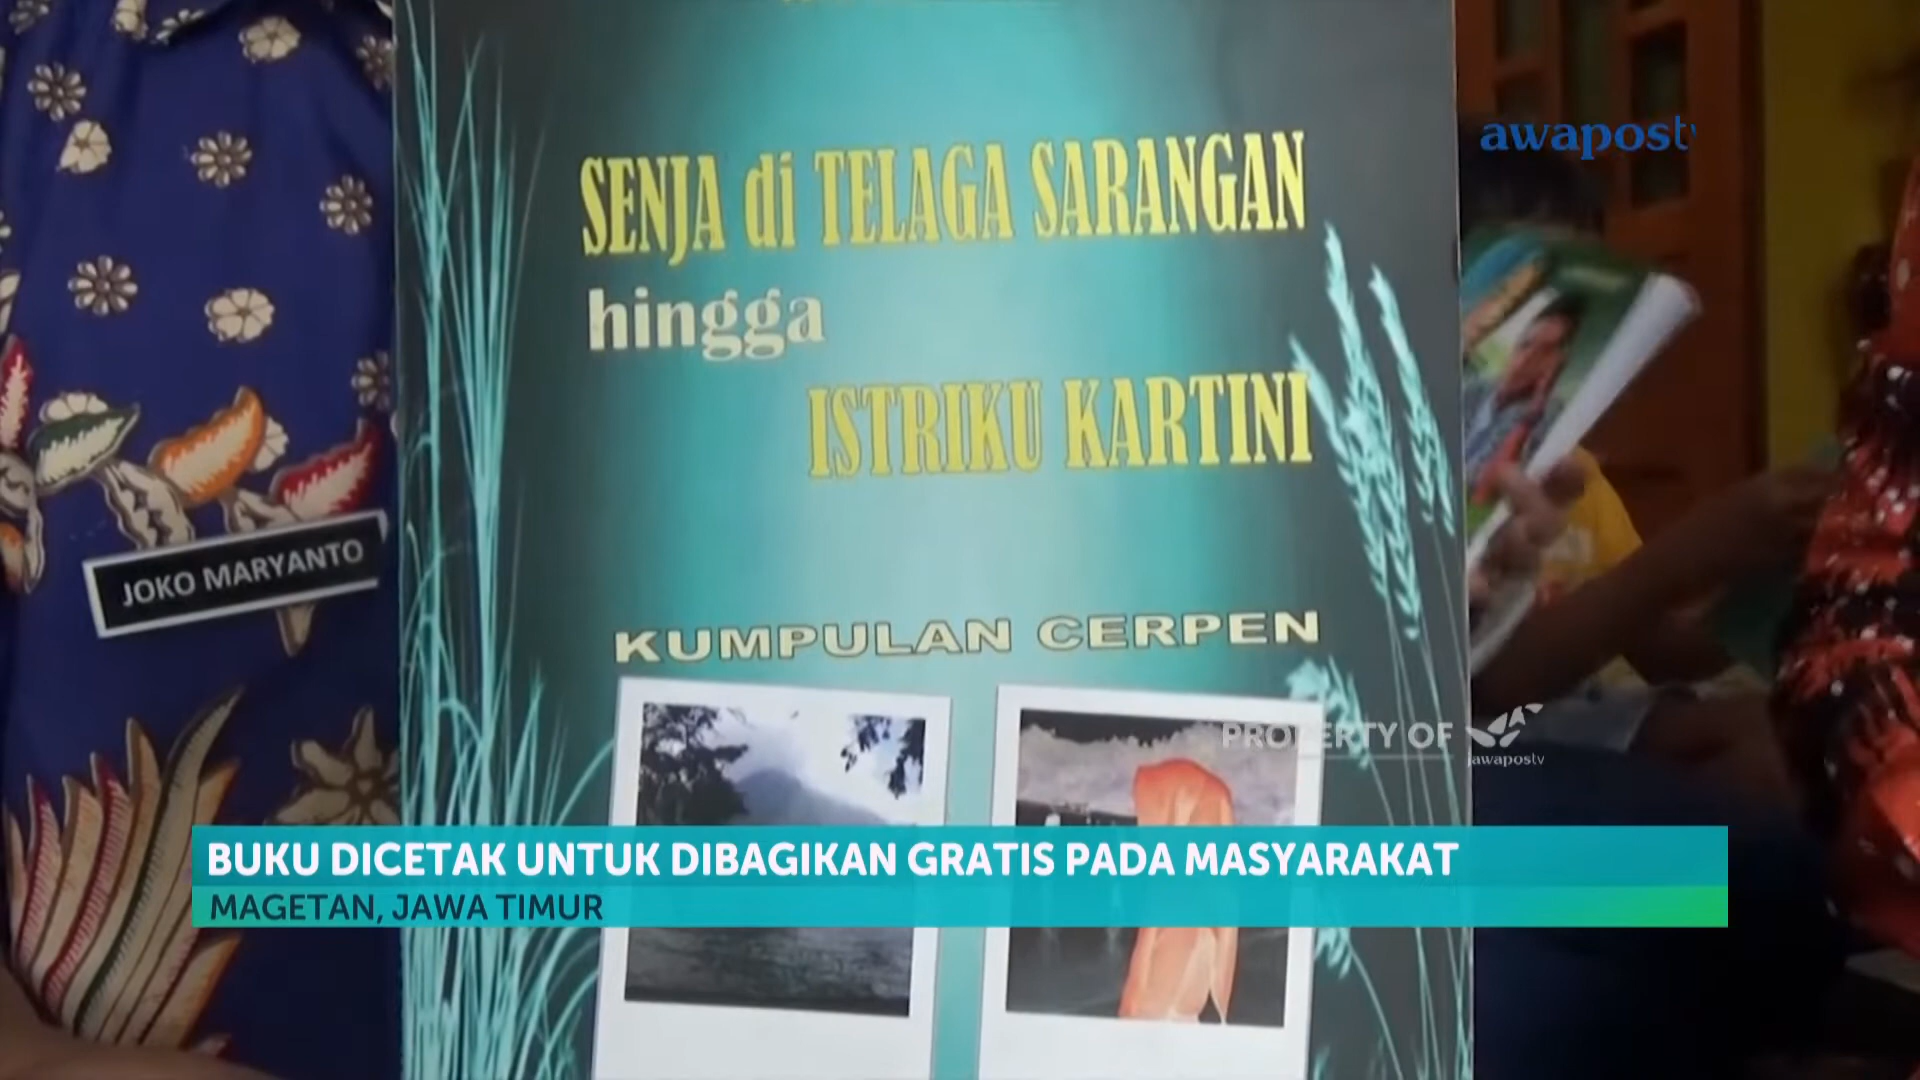 SENJA di TELAGA SARANGAN
hingga
ISTRIKU KARTINI
KUMPULAN CERPEN
JOKO MARYANTO
awapostv
PROPERTY OF
jawapostv
BUKU DICETAK UNTUK DIBAGIKAN GRATIS PADA MASYARAKAT
MAGETAN, JAWA TIMUR